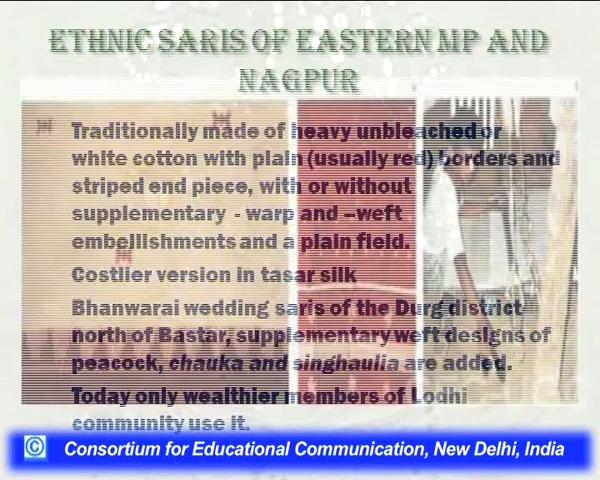 ETHNIC SARIS OF EASTERN MP AND
NAGPUR
Traditionally made of heavy unbleached or
white cotton with plain (usually red) borders and
striped end piece, with or without
supplementary - warp and –weft
embellishments and a plain field.
Costlier version in tasar silk
Bhanwarai wedding saris of the Durg district
north of Bastar, supplementary weft designs of
peacock, chauka and singhaulia are added.
Today only wealthier members of Lodhi
community use it.
© Consortium for Educational Communication, New Delhi, India